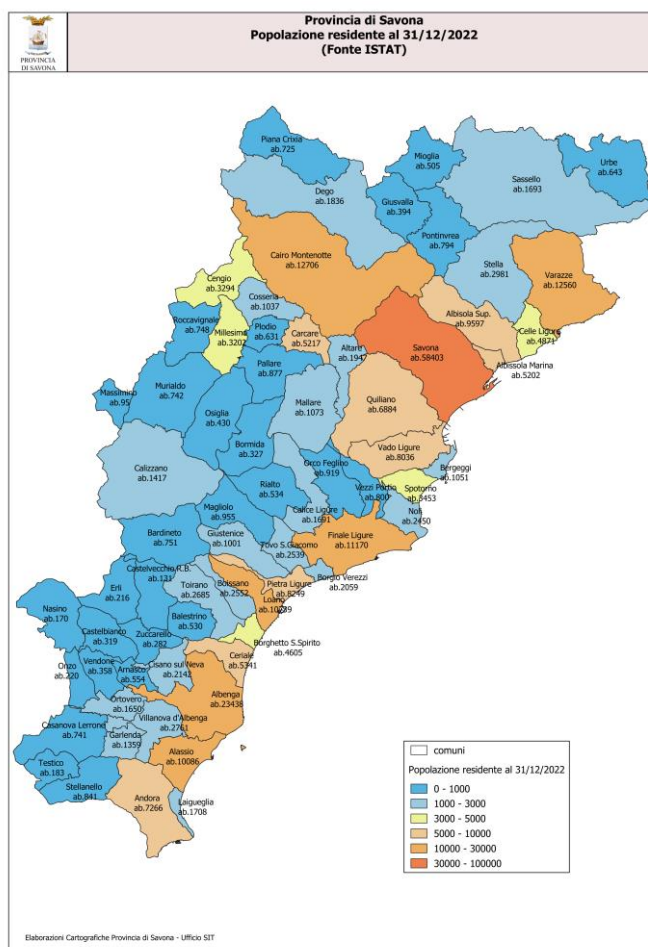 PROVINCIA
DI SAVONA
Provincia di Savona
Popolazione residente al 31/12/2022
(Fonte ISTAT)
Piana Crixia
ab.725
Mioglia
ab.505
Urbe
ab.643
Sassello
ab.1693
Dego
ab.1836
Giusvalla
ab.394
Pontinvrea
ab.794
Stella
ab.2981
Varazze
ab.12560
Cairo Montenotte
ab.12706
Cengio
ab.3294
Cosseria
ab.1037
Roccavignale
ab.748
Millesimo
ab.3202
Plodio
ab.631
Carcare
ab.5217
Altare
ab.1947
Savona
ab.58403
Albisola Sup.
ab.9597
Celle Ligure
ab.4871
Albissola Marina
ab.5202
Pallare
ab.877
Massimino
ab.95
Murialdo
ab.742
Osiglia
ab.430
Mallare
ab.1073
Quiliano
ab.6884
Bormida
ab.327
Vado Ligure
ab.8036
Bergeggi
ab.1051
Calizzano
ab.1417
Orco Feglino
ab.919
Rialto
ab.534
Vezzi Portio
ab.800
Spotorno
ab.3453
Noli
ab.2450
Magliolo
ab.955
Calice Ligure
ab.1691
Bardineto
ab.751
Giustenice
ab.1001
Tovo S.Giacomo
ab.2539
Finale Ligure
ab.11170
Castelvecchio R.B.
ab.121
Toirano
ab.2685
Boissano
ab.2552
Pietra Ligure
ab.8249
Borgio Verezzi
ab.2059
Erli
ab.216
Loano
Nasino
ab.170
Balestrino
ab.530
Castelbianco
ab.319
Zuccarello
ab.282
Borghetto S.Spirito
ab.4605
Ceriale
ab.5341
Onzo
ab.220
Vendone
ab.358
Arnasco
ab.554
Cisano sul Neva
ab.2142
Albenga
ab.23438
Ortovero
ab.1650
Villanova d'Albenga
ab.2761
Casanova Lerrone
ab.741
Garlenda
ab.1359
Alassio
ab.10086
Testico
ab.183
Stellanello
ab.841
Andora
ab.7266
Laigueglia
ab.1708
comuni
Popolazione residente al 31/12/2022
0 - 1000
1000 - 3000
3000 - 5000
5000 - 10000
10000 - 30000
30000 - 100000
Elaborazioni Cartografiche Provincia di Savona - Ufficio SIT